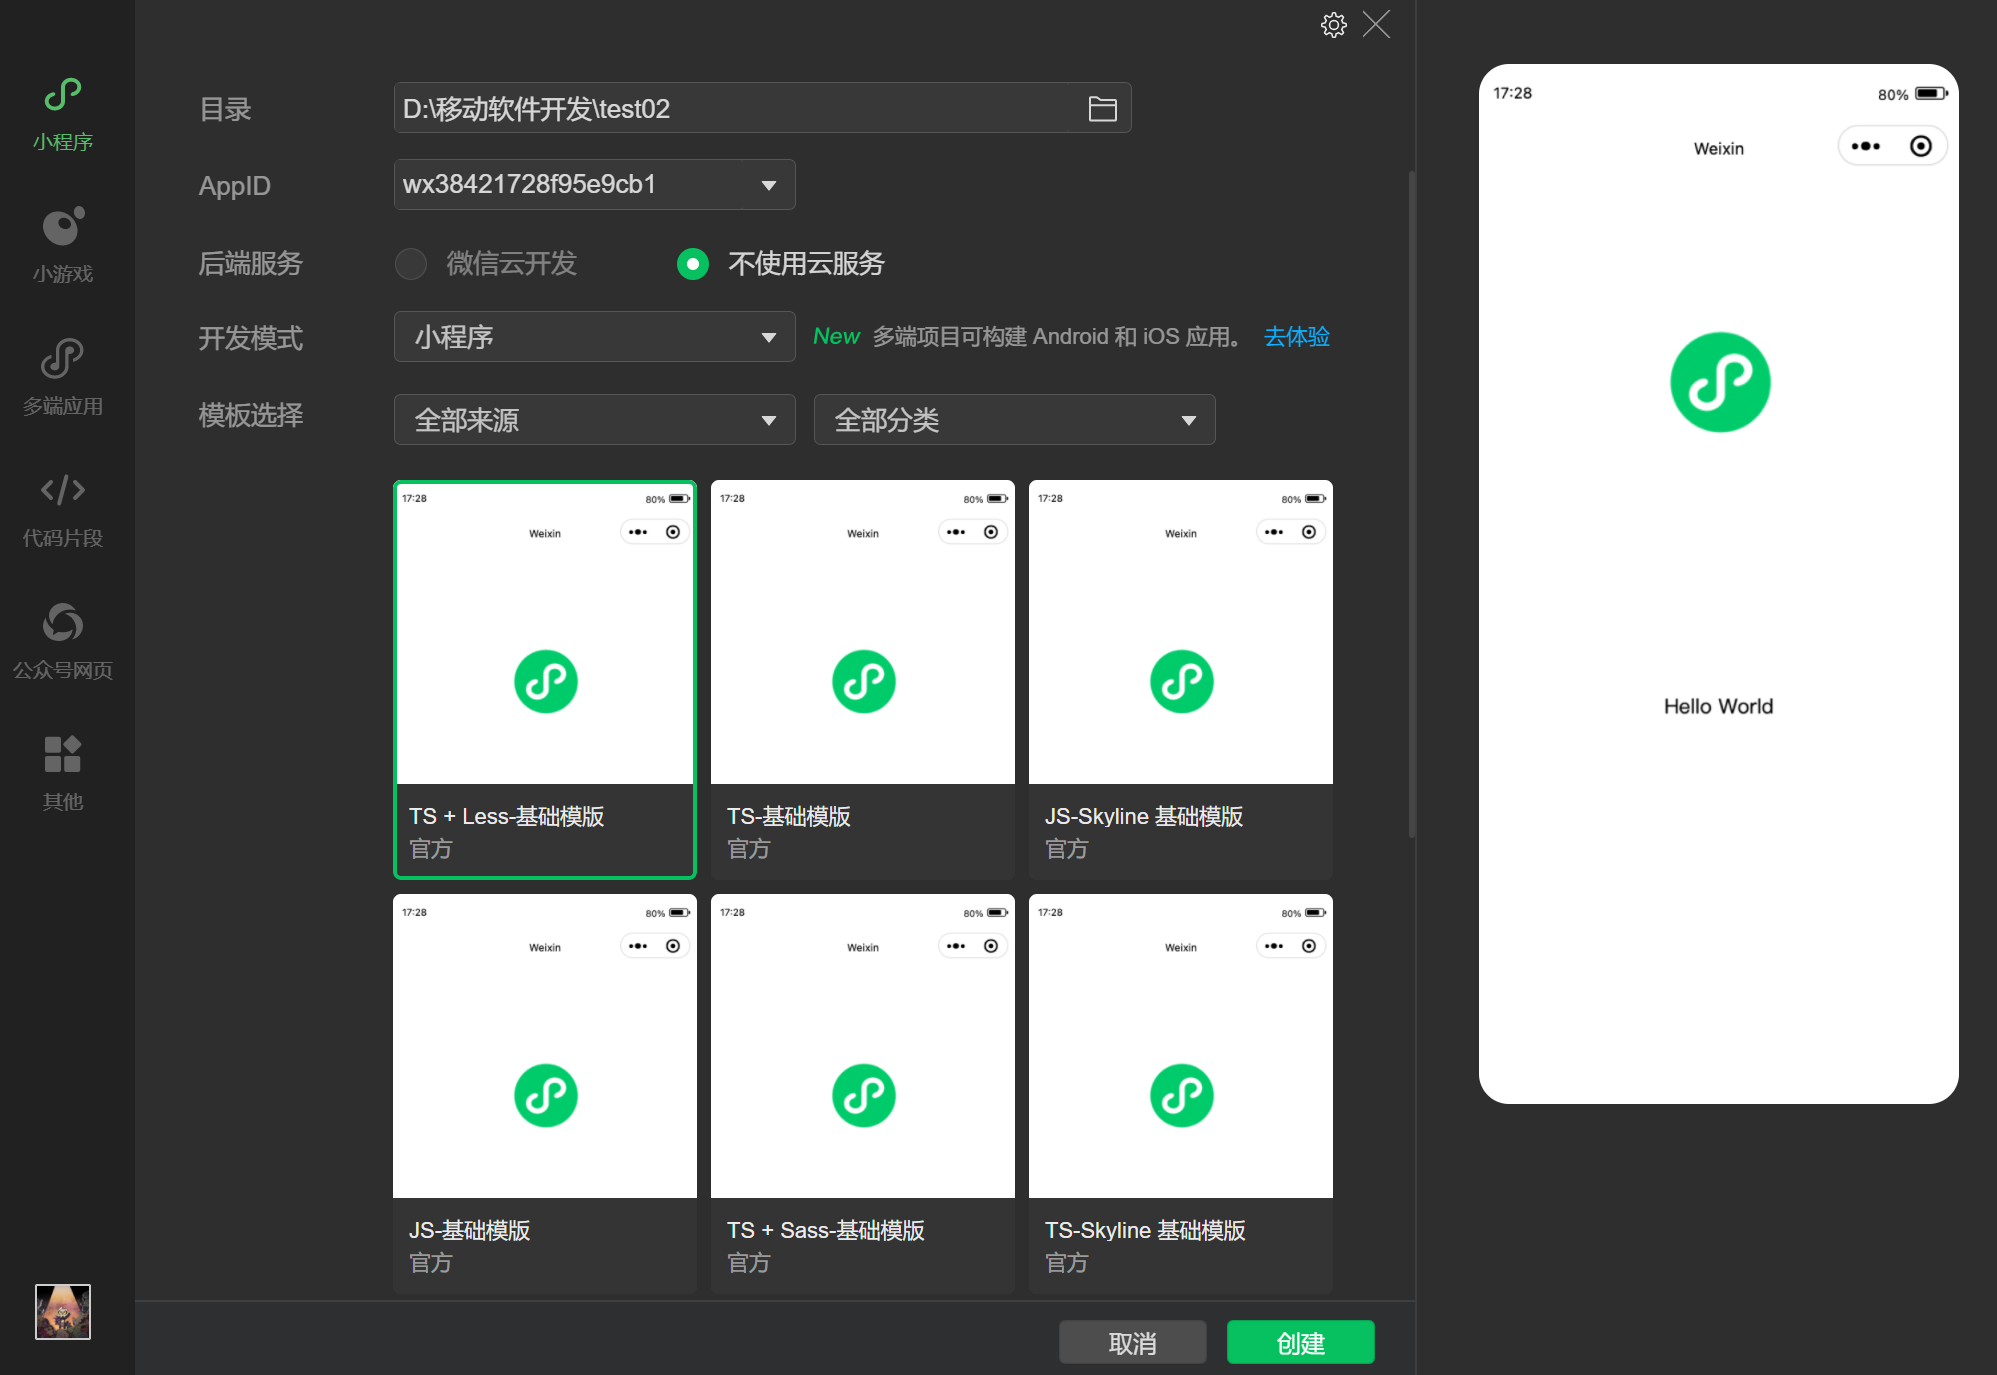 小程序
小游戏
多端应用
代码片段
公众号网页
其他
目录
D:\移动软件开发\test02
AppID
wx38421728f95e9cb1
后端服务
微信云开发
不使用云服务
开发模式
小程序
New 多端项目可构建 Android 和 iOS 应用。 去体验
模板选择
全部来源
全部分类
17:28
80%
Weixin
TS + Less-基础模版
官方
17:28
80%
Weixin
TS-基础模版
官方
17:28
80%
Weixin
JS-Skyline 基础模版
官方
17:28
80%
Weixin
JS-基础模版
官方
17:28
80%
Weixin
TS + Sass-基础模版
官方
17:28
80%
Weixin
TS-Skyline 基础模版
官方
取消
创建
17:28
80%
Weixin
Hello World